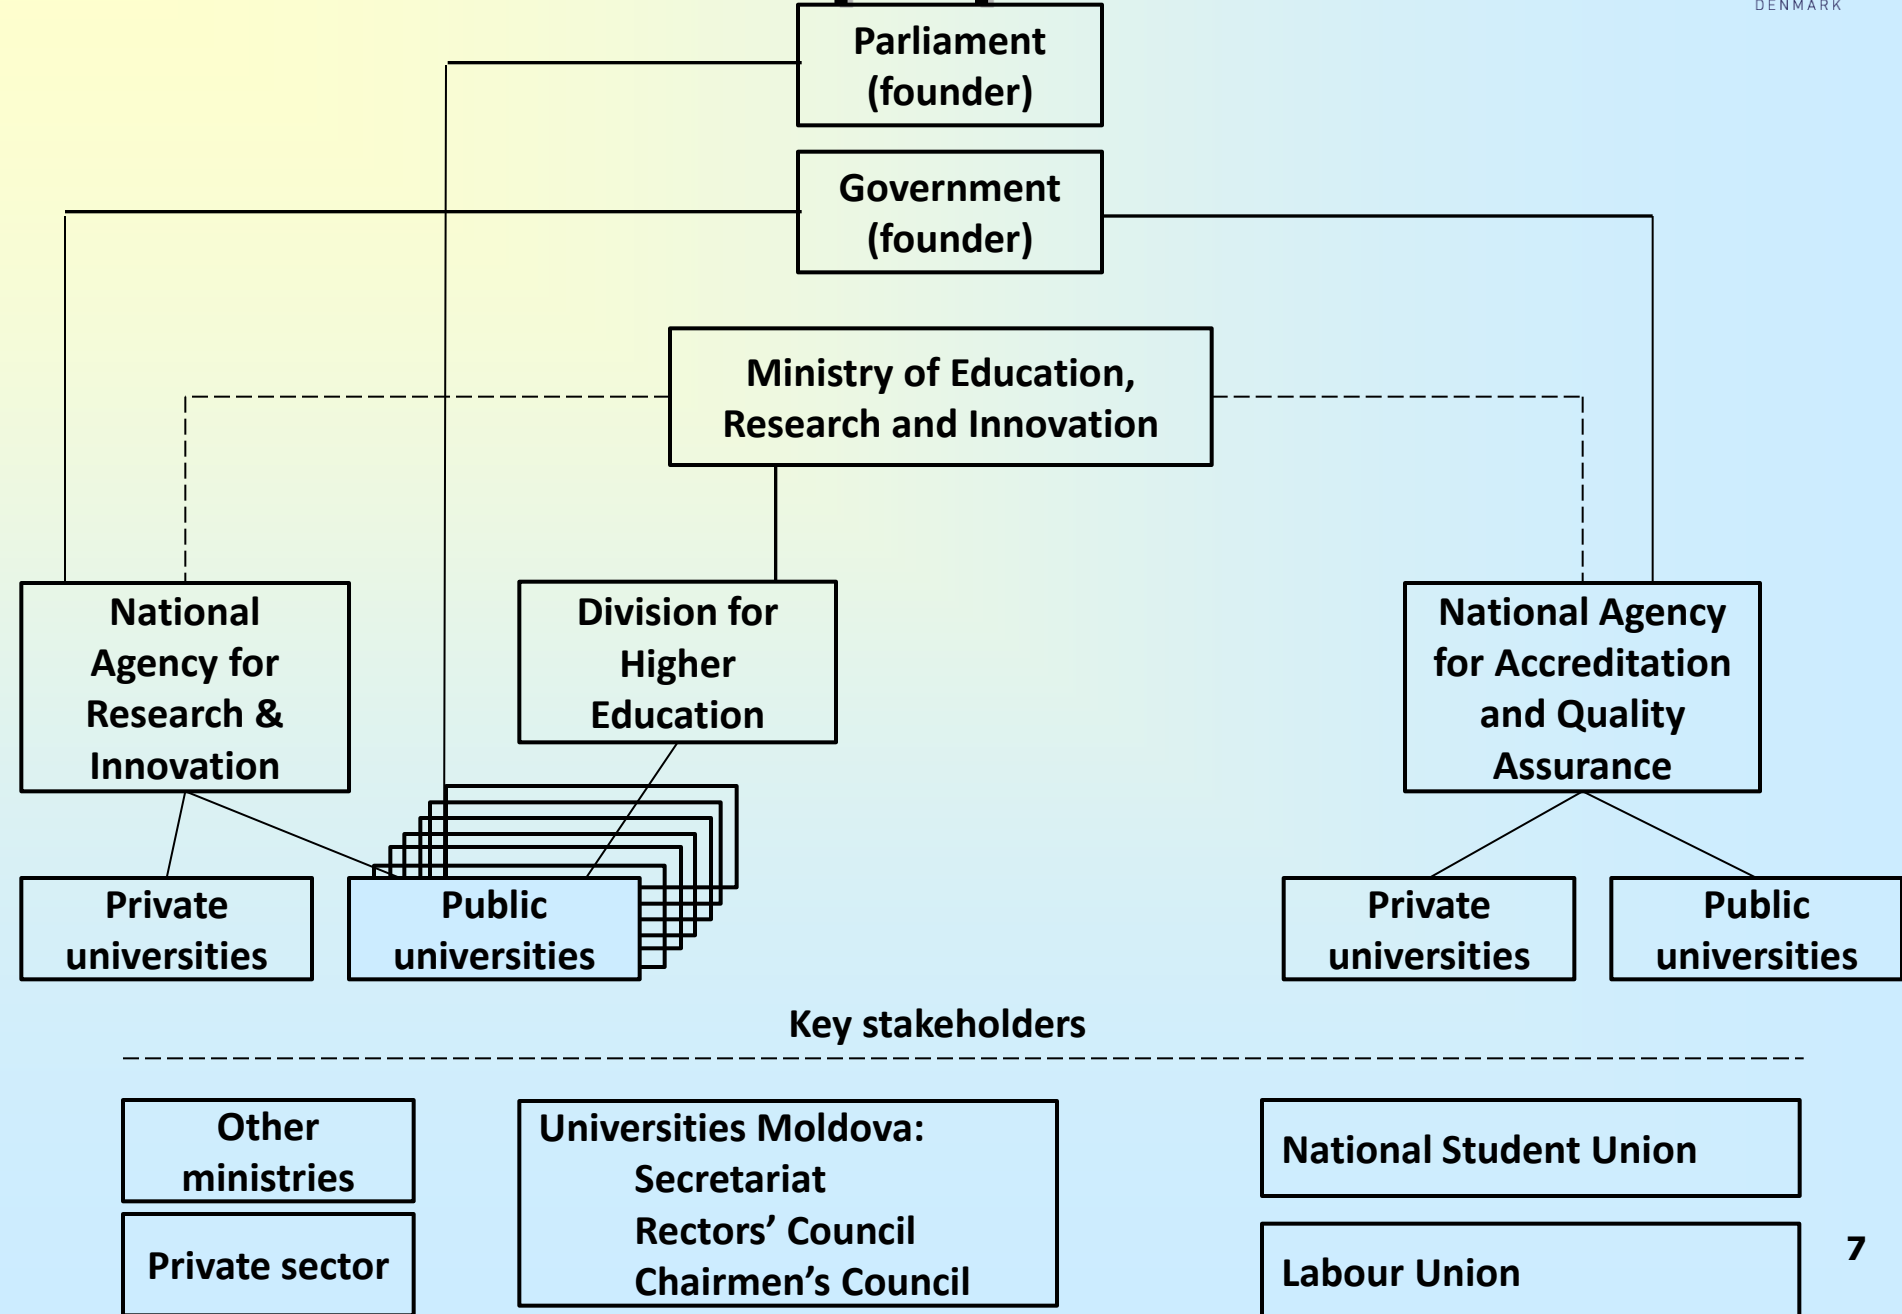 DENMARK
Parliament
(founder)
Government
(founder)
Ministry of Education,
Research and Innovation
National
Agency for
Research &
Innovation
Division for
Higher
Education
National Agency
for Accreditation
and Quality
Assurance
Private
universities
Public
universities
Private
universities
Public
universities
Key stakeholders
Other
ministries
Private sector
Universities Moldova:
Secretariat
Rectors’ Council
Chairmen’s Council
National Student Union
Labour Union
7